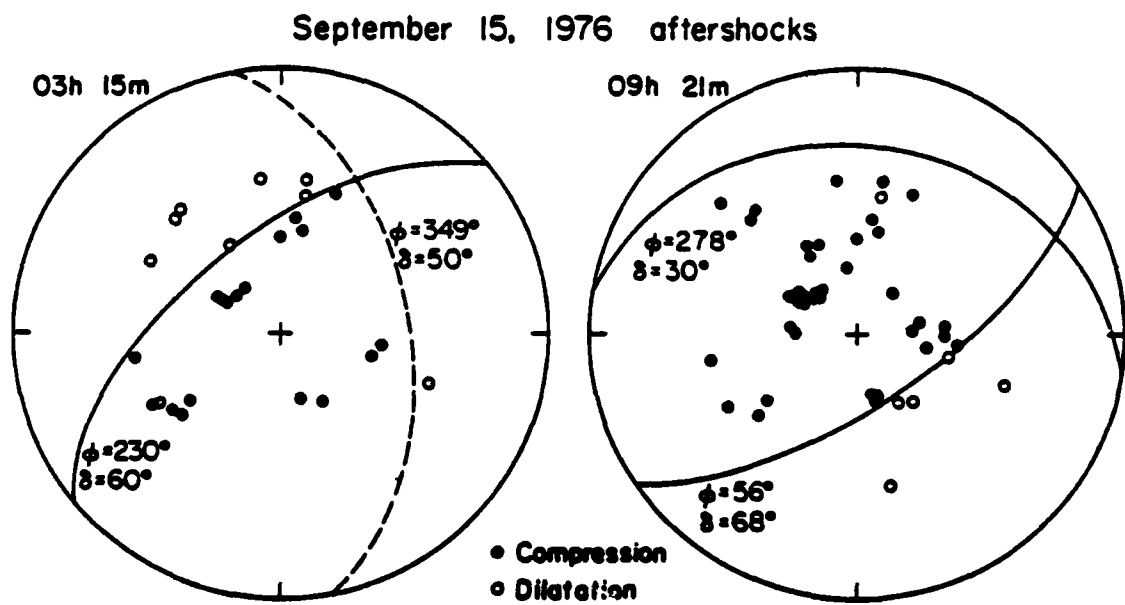 September 15, 1976 aftershocks
03h 15m
ϕ=349°
δ=50°
ϕ=230°
δ=60°
09h 21m
ϕ=278°
δ=30°
ϕ=56°
δ=68°
Compression
Dilatation